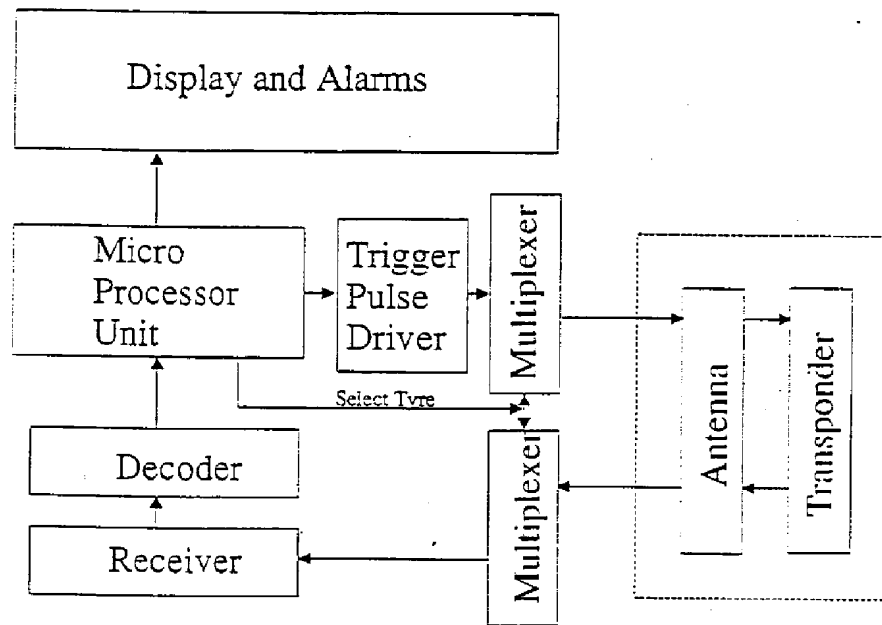 Display and Alarms
Micro
Processor
Unit
Trigger
Pulse
Driver
Multiplexer
Select Tyre
Multiplexer
Antenna
Transponder
Decoder
Receiver